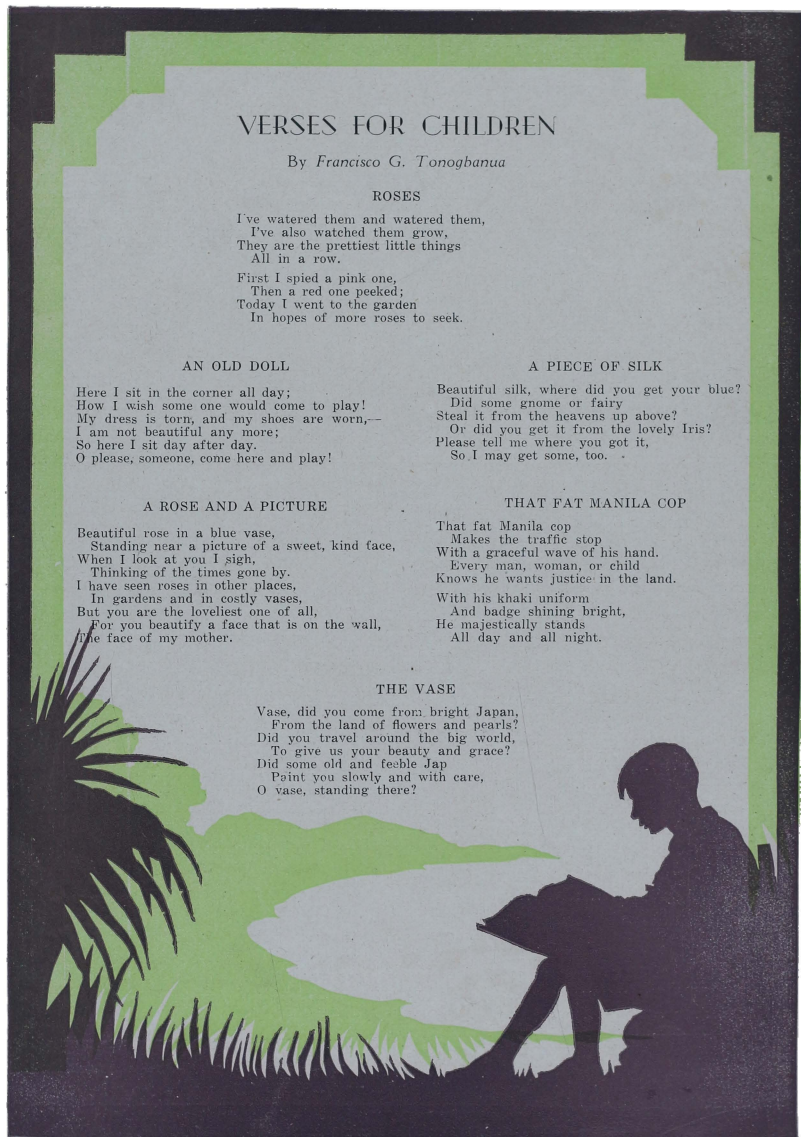 VERSES FOR CHILDREN
By Francisco G. Tonogbanua
ROSES
I've watered them and watered them,
I've also watched them grow,
They are the prettiest little things
All in a row.
First I spied a pink one,
Then a red one peeked;
Today I went to the garden
In hopes of more roses to seek.
AN OLD DOLL
Here I sit in the corner all day;
How I wish some one would come to play!
My dress is torn, and my shoes are worn,—
I am not beautiful any more;
So here I sit day after day.
O please, someone, come here and play!
A PIECE OF SILK
Beautiful silk, where did you get your blue?
Did some gnome or fairy
Steal it from the heavens up above?
Or did you get it from the lovely Iris?
Please tell me where you got it,
So I may get some, too.
A ROSE AND A PICTURE
Beautiful rose in a blue vase,
Standing near a picture of a sweet, kind face,
When I look at you I sigh,
Thinking of the times gone by.
I have seen roses in other places,
In gardens and in costly vases,
But you are the loveliest one of all,
For you beautify a face that is on the wall,
The face of my mother.
THAT FAT MANILA COP
That fat Manila cop
Makes the traffic stop
With a graceful wave of his hand.
Every man, woman, or child
Knows he wants justice in the land.
With his khaki uniform
And badge shining bright,
He majestically stands
All day and all night.
THE VASE
Vase, did you come from bright Japan,
From the land of flowers and pearls?
Did you travel around the big world,
To give us your beauty and grace?
Did some old and feeble Jap
Paint you slowly and with care,
O vase, standing there?